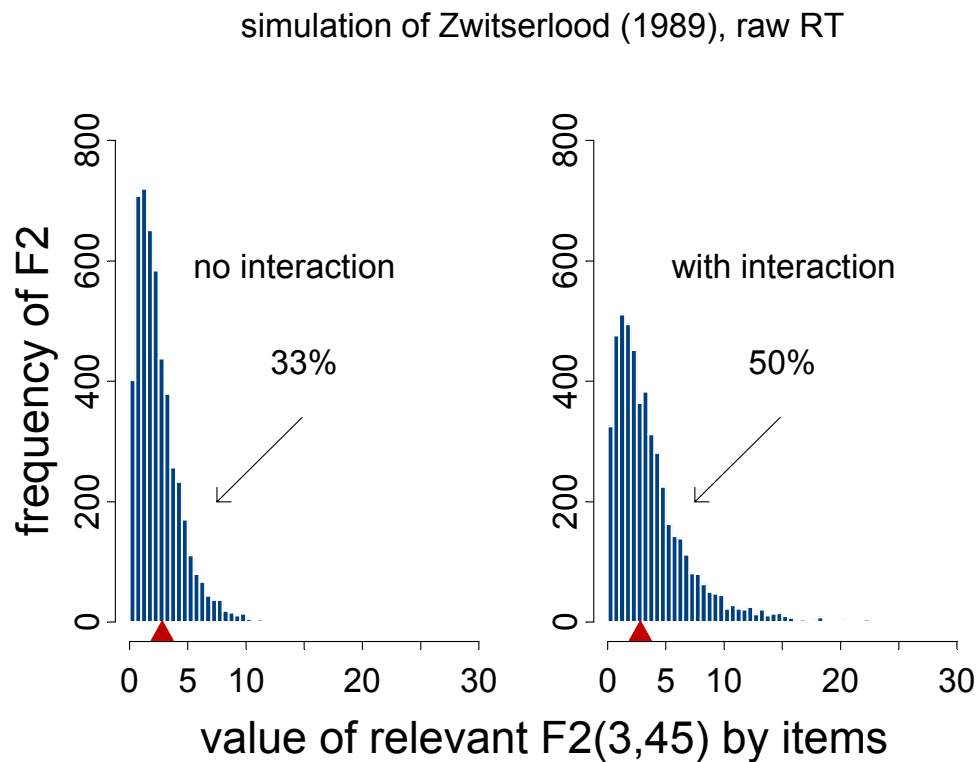 simulation of Zwitserlood (1989), raw RT
frequency of F2
800
600
400
200
0
no interaction
33%
0 5 10 20 30
800
600
400
200
0
with interaction
50%
0 5 10 20 30
value of relevant F2(3,45) by items